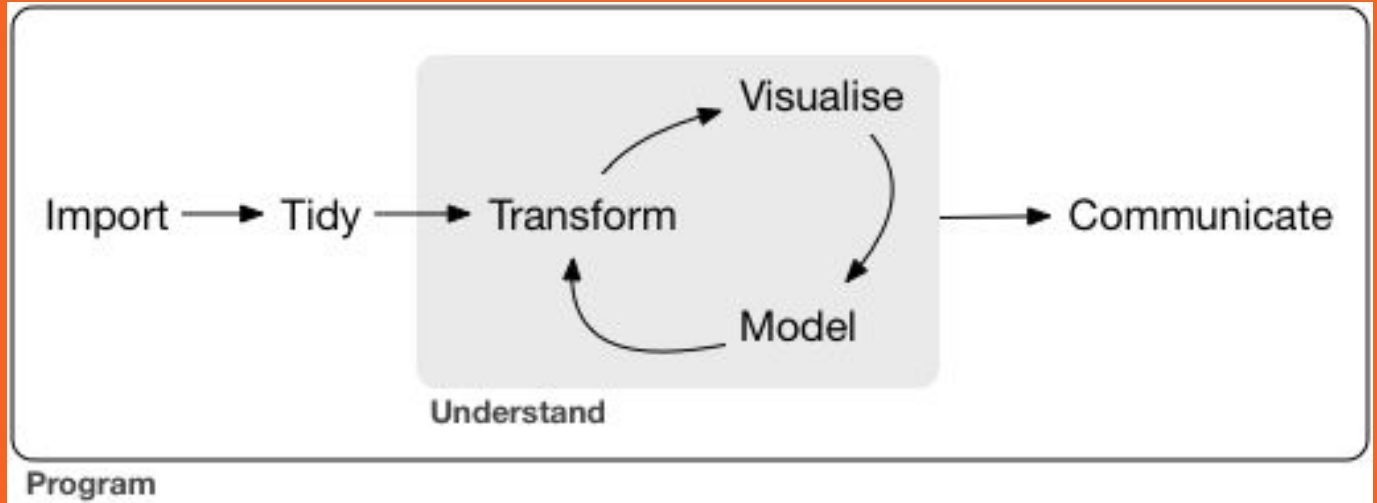 Visualise
Import
Tidy
Transform
Communicate
Model
Understand
Program